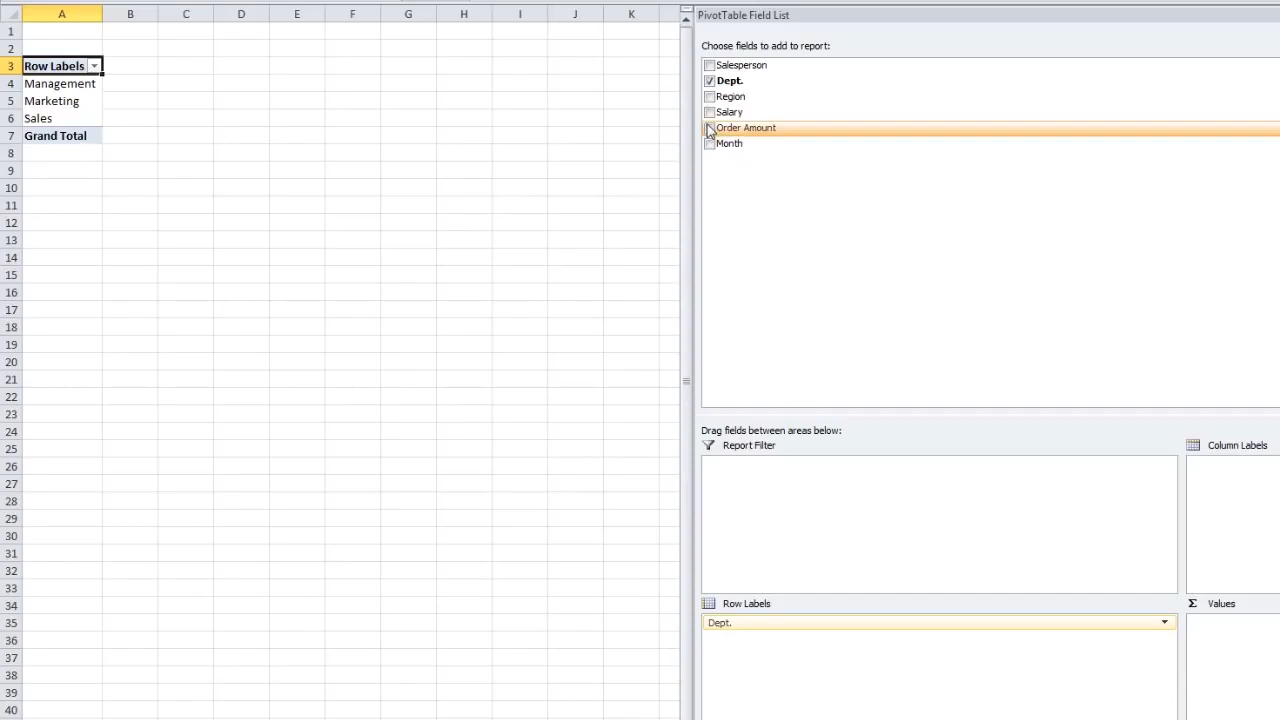 A B C D E F G H I J K
1
2
3 Row Labels
4 Management
5 Marketing
6 Sales
7 Grand Total
8
9
10
11
12
13
14
15
16
17
18
19
20
21
22
23
24
25
26
27
28
29
30
31
32
33
34
35
36
37
38
39
40
PivotTable Field List
Choose fields to add to report:
Salesperson
Dept.
Region
Salary
Order Amount
Month
Drag fields between areas below:
Report Filter
Column Labels
Row Labels
Σ Values
Dept.